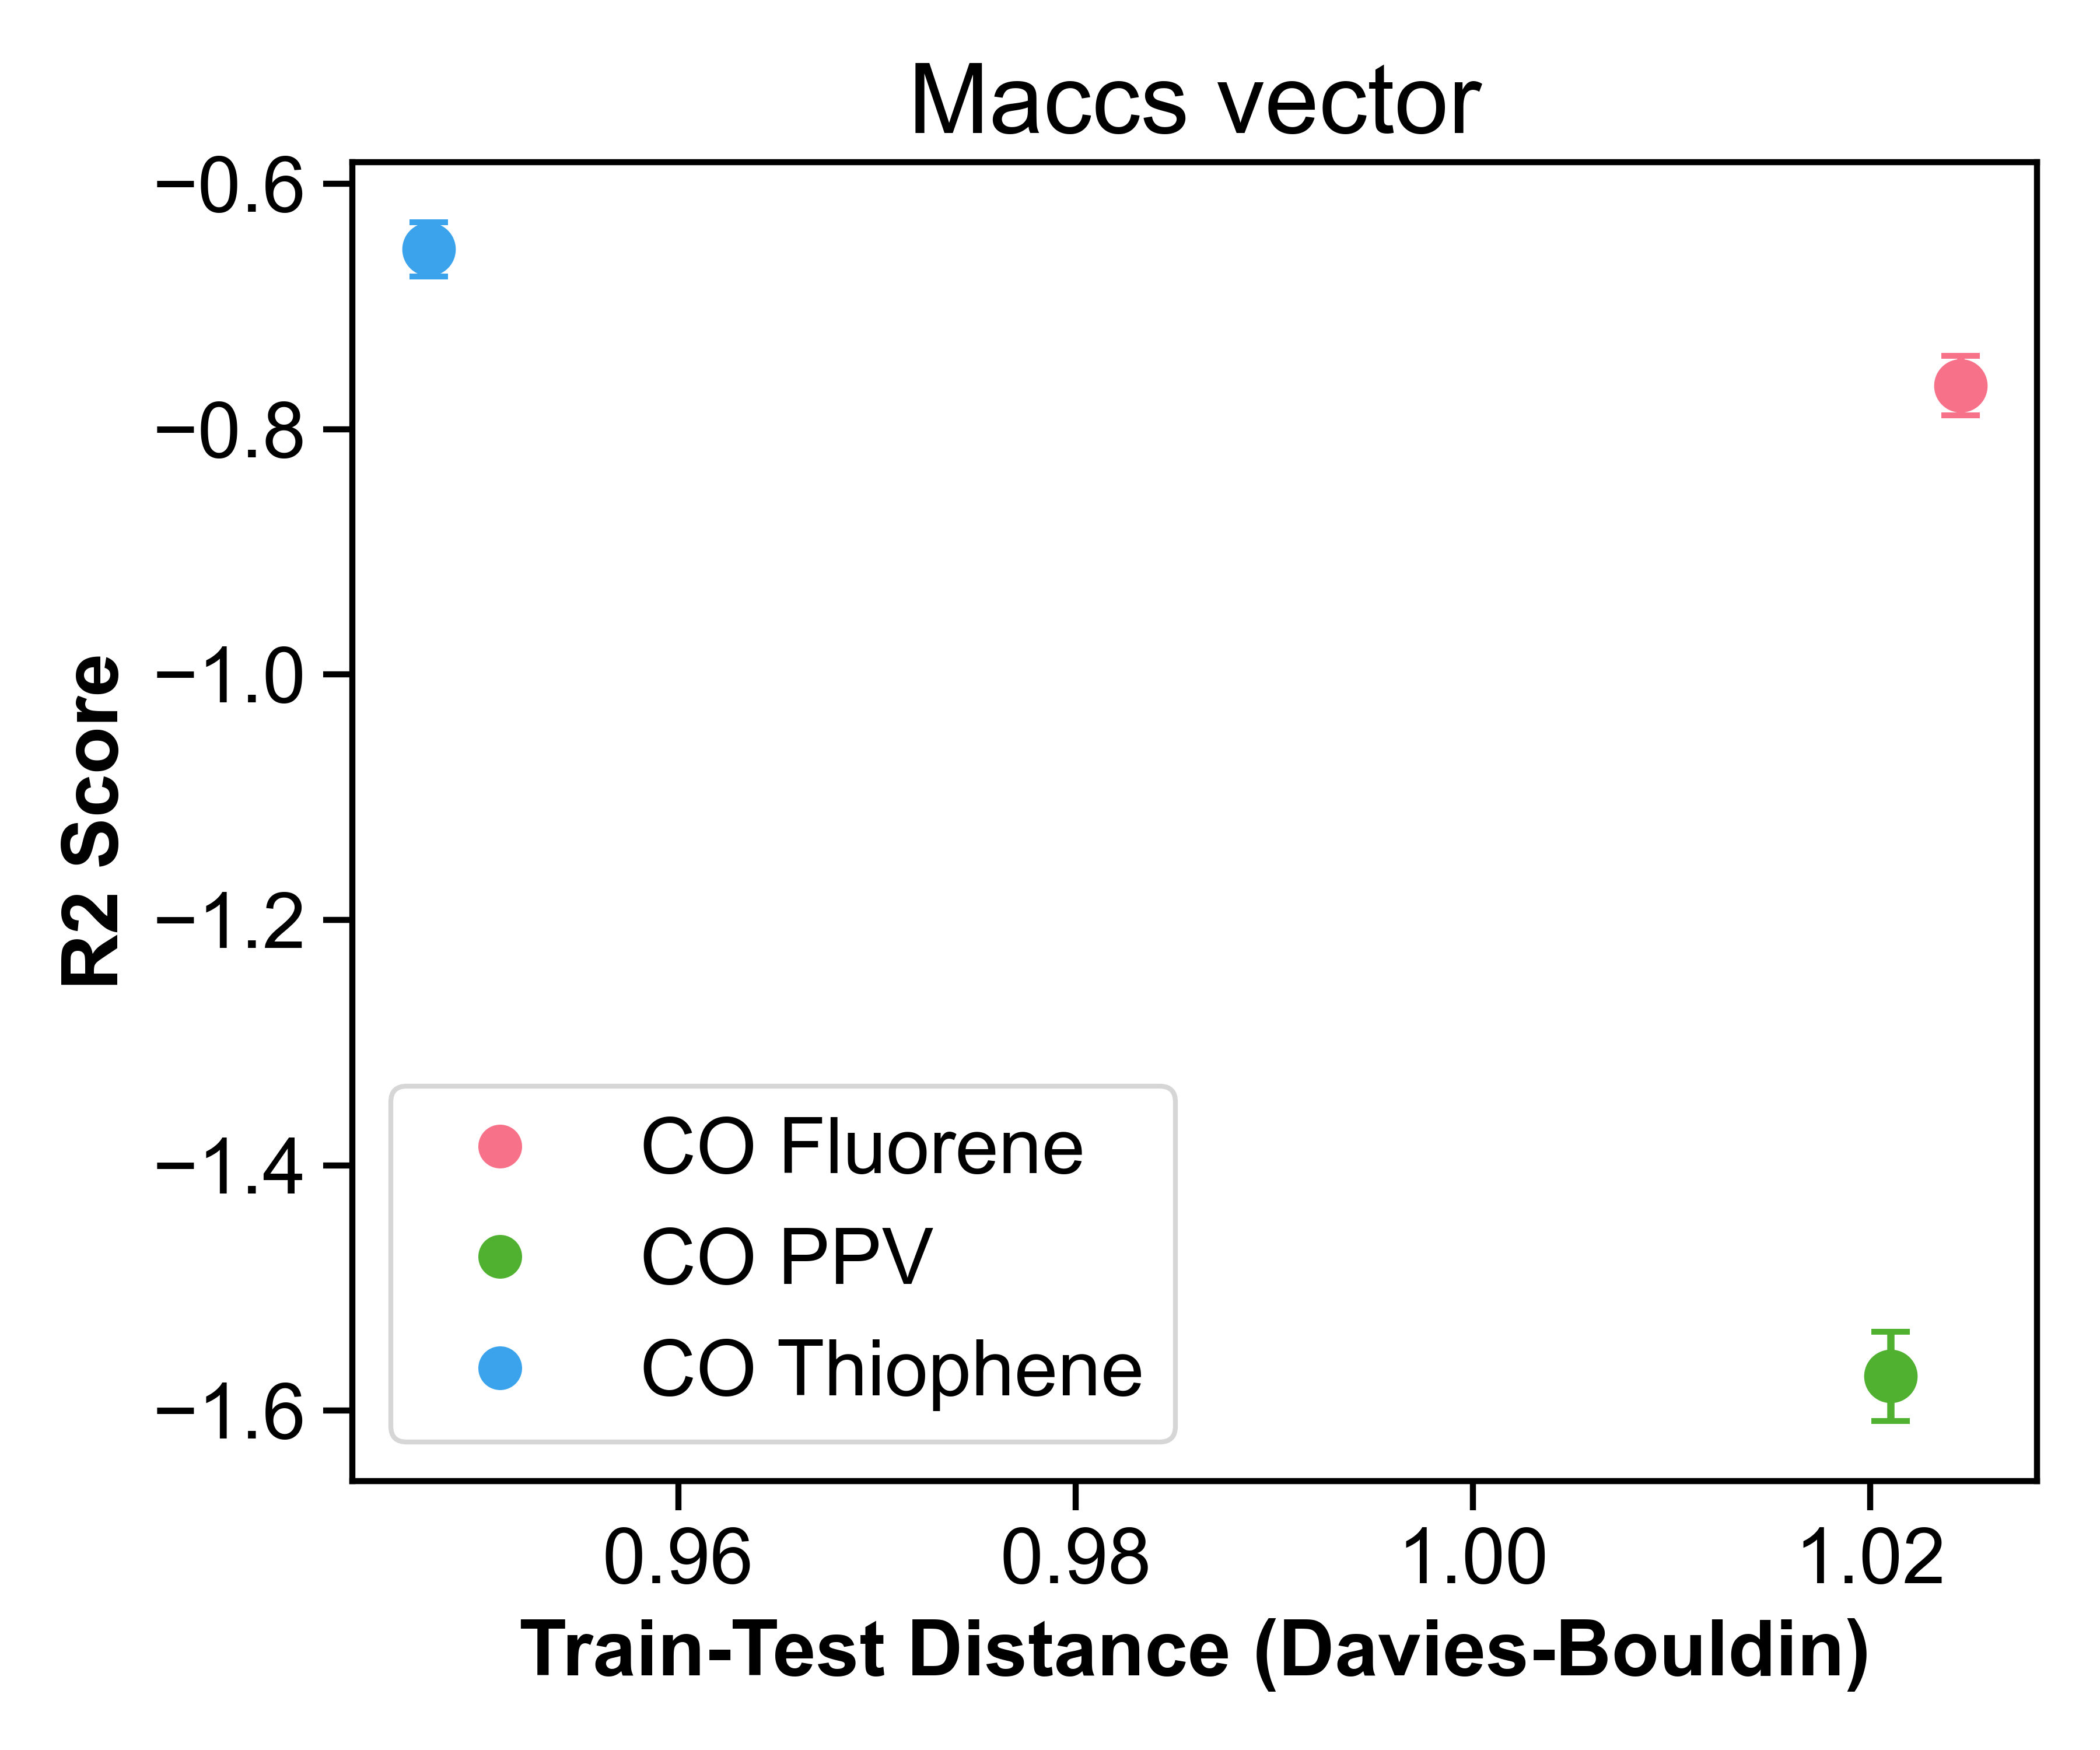 Maccs vector
−0.6
−0.8
−1.0
−1.2
−1.4
−1.6
R2 Score
CO Fluorene
CO PPV
CO Thiophene
0.96 0.98 1.00 1.02
Train-Test Distance (Davies-Bouldin)